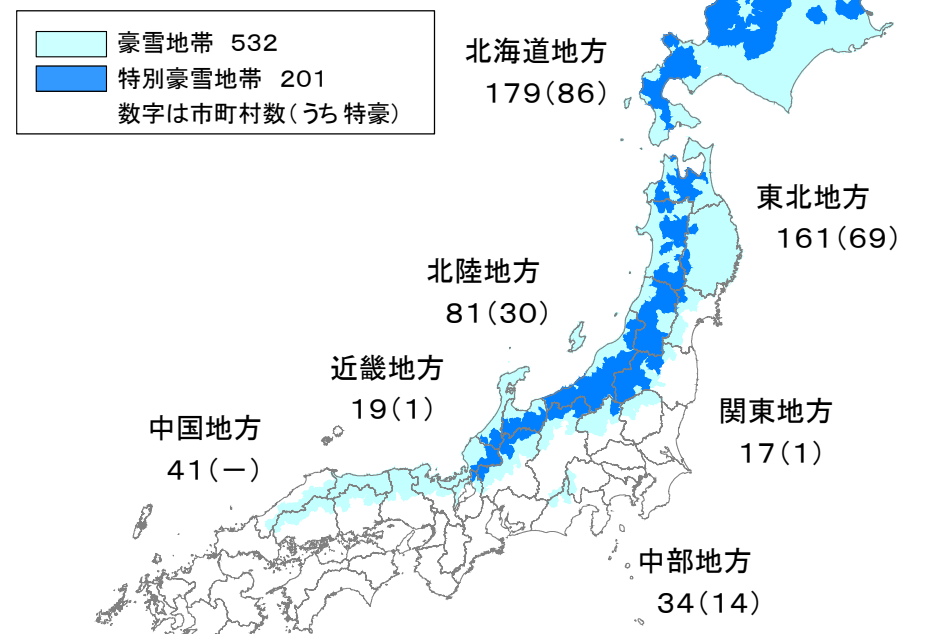 豪雪地帯 532
特別豪雪地帯 201
数字は市町村数(うち特豪)
北海道地方
179(86)
東北地方
161(69)
北陸地方
81(30)
近畿地方
19(1)
中国地方
41(－)
関東地方
17(1)
中部地方
34(14)